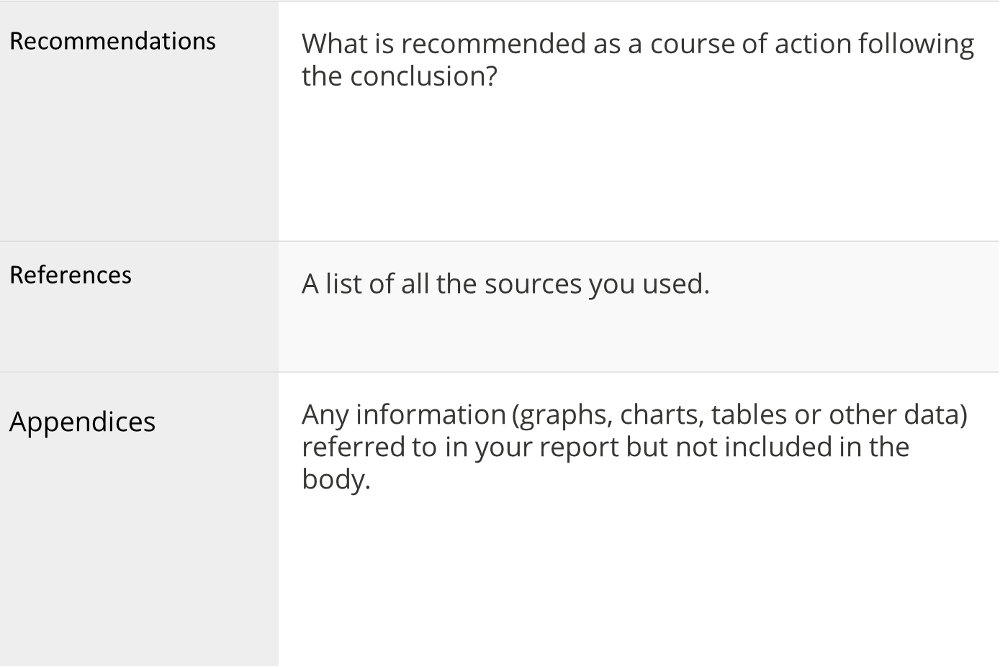 Recommendations
What is recommended as a course of action following
the conclusion?
References
A list of all the sources you used.
Appendices
Any information (graphs, charts, tables or other data)
referred to in your report but not included in the
body.